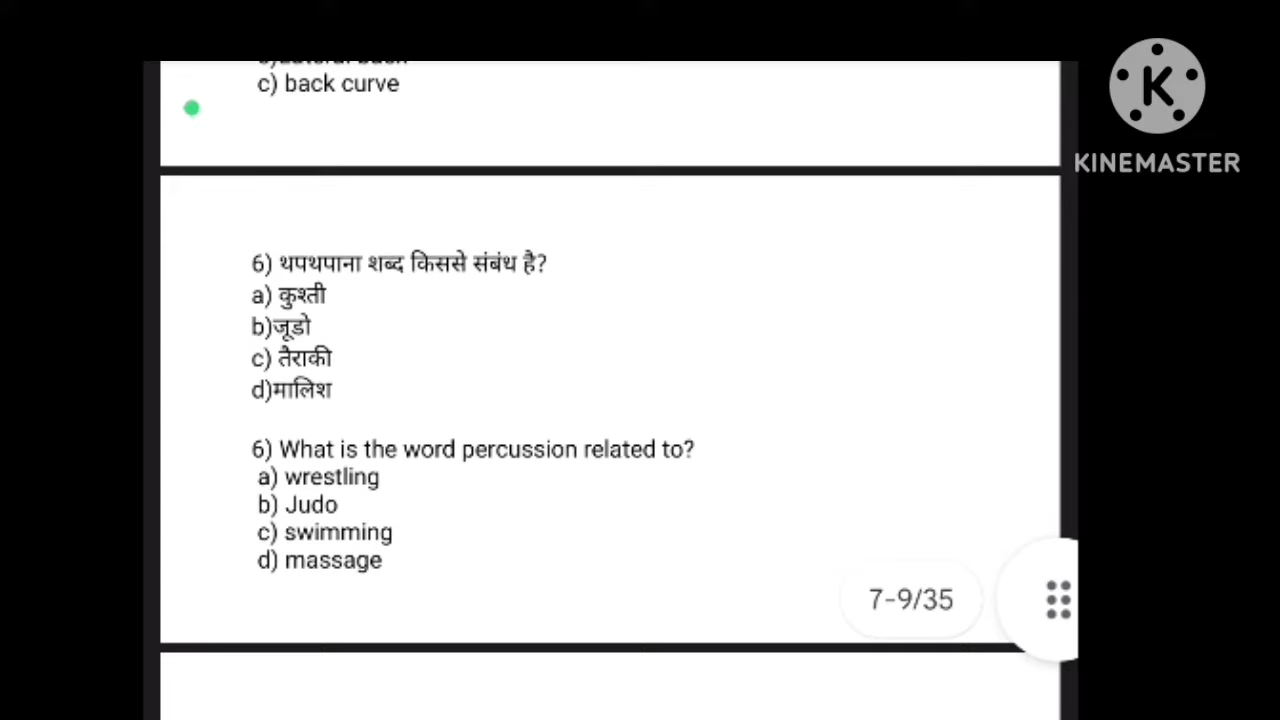 c) back curve
KINEMASTER
6) थपथपाना शब्द किससे संबंध है?
a) कुश्ती
b)जूडो
c) तैराकी
d)मालिश
6) What is the word percussion related to?
a) wrestling
b) Judo
c) swimming
d) massage
7-9/35